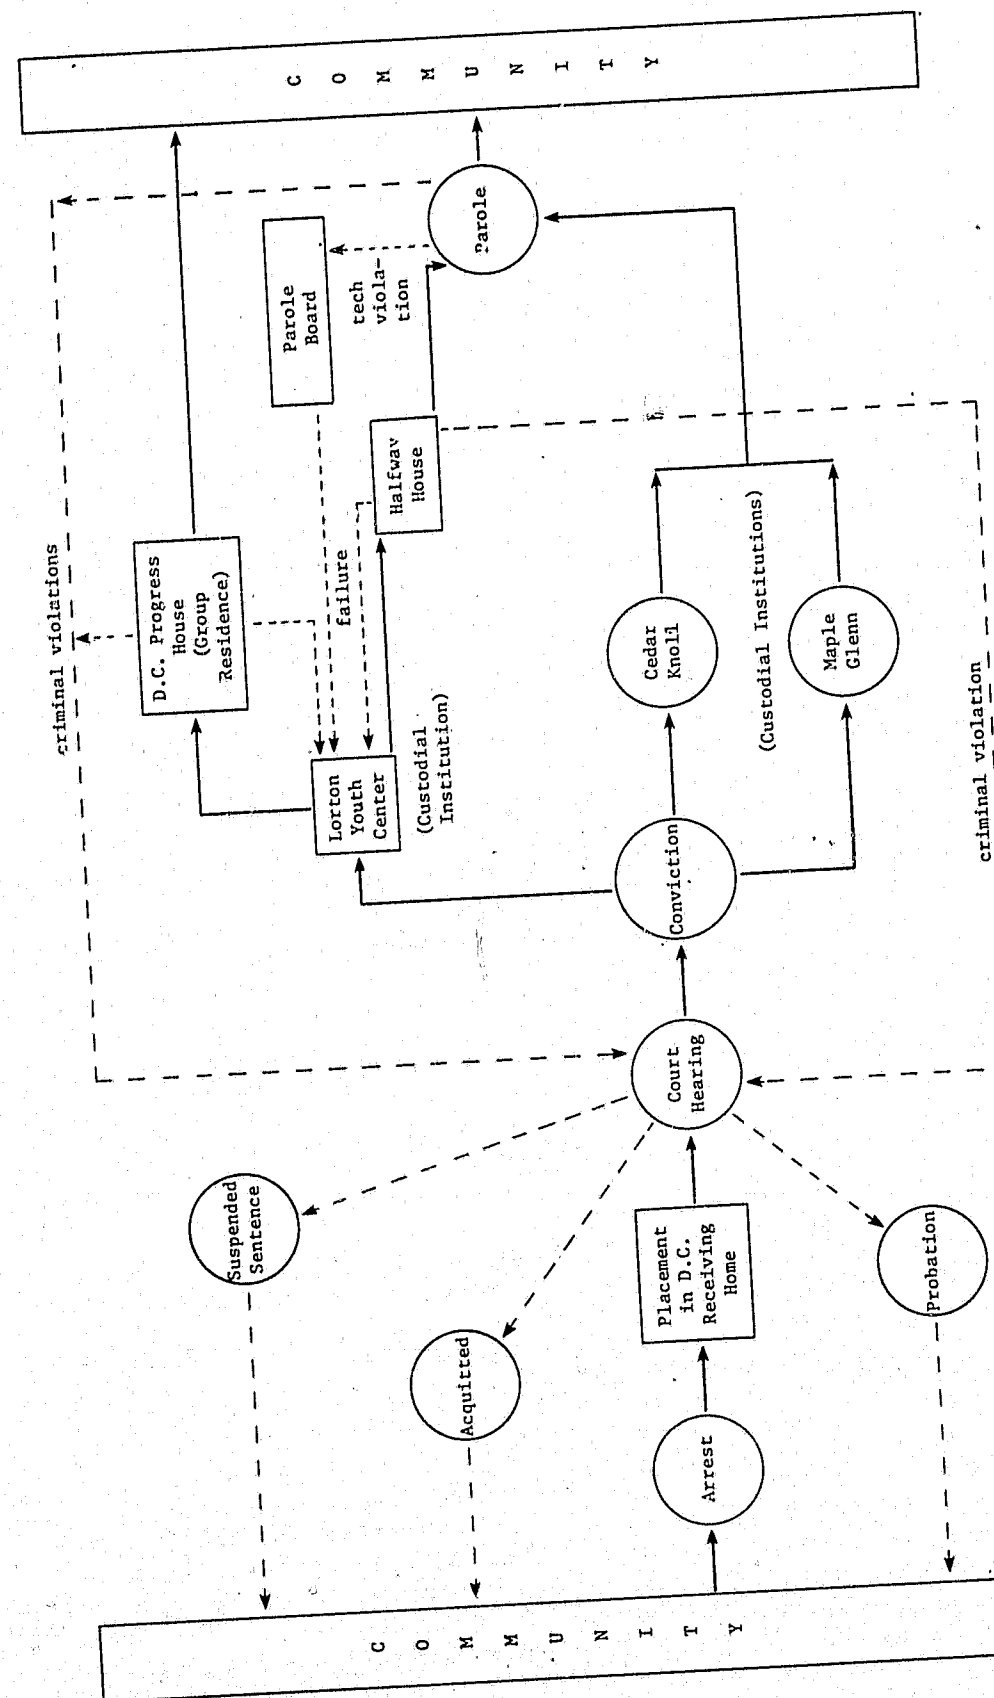 C O M M U N I T Y
Arrest
Placement
in D.C.
Receiving
Home
Suspended
Sentence
Acquitted
Probation
Court
Hearing
Conviction
criminal violations
Lorton
Youth
Center
(Custodial
Institution)
D.C. Progress
House
(Group
Residence)
failure
Halfway
House
Parole
Board
tech
viola-
tion
Cedar
Knoll
(Custodial Institutions)
Maple
Glenn
criminal violation
Parole
C O M M U N I T Y